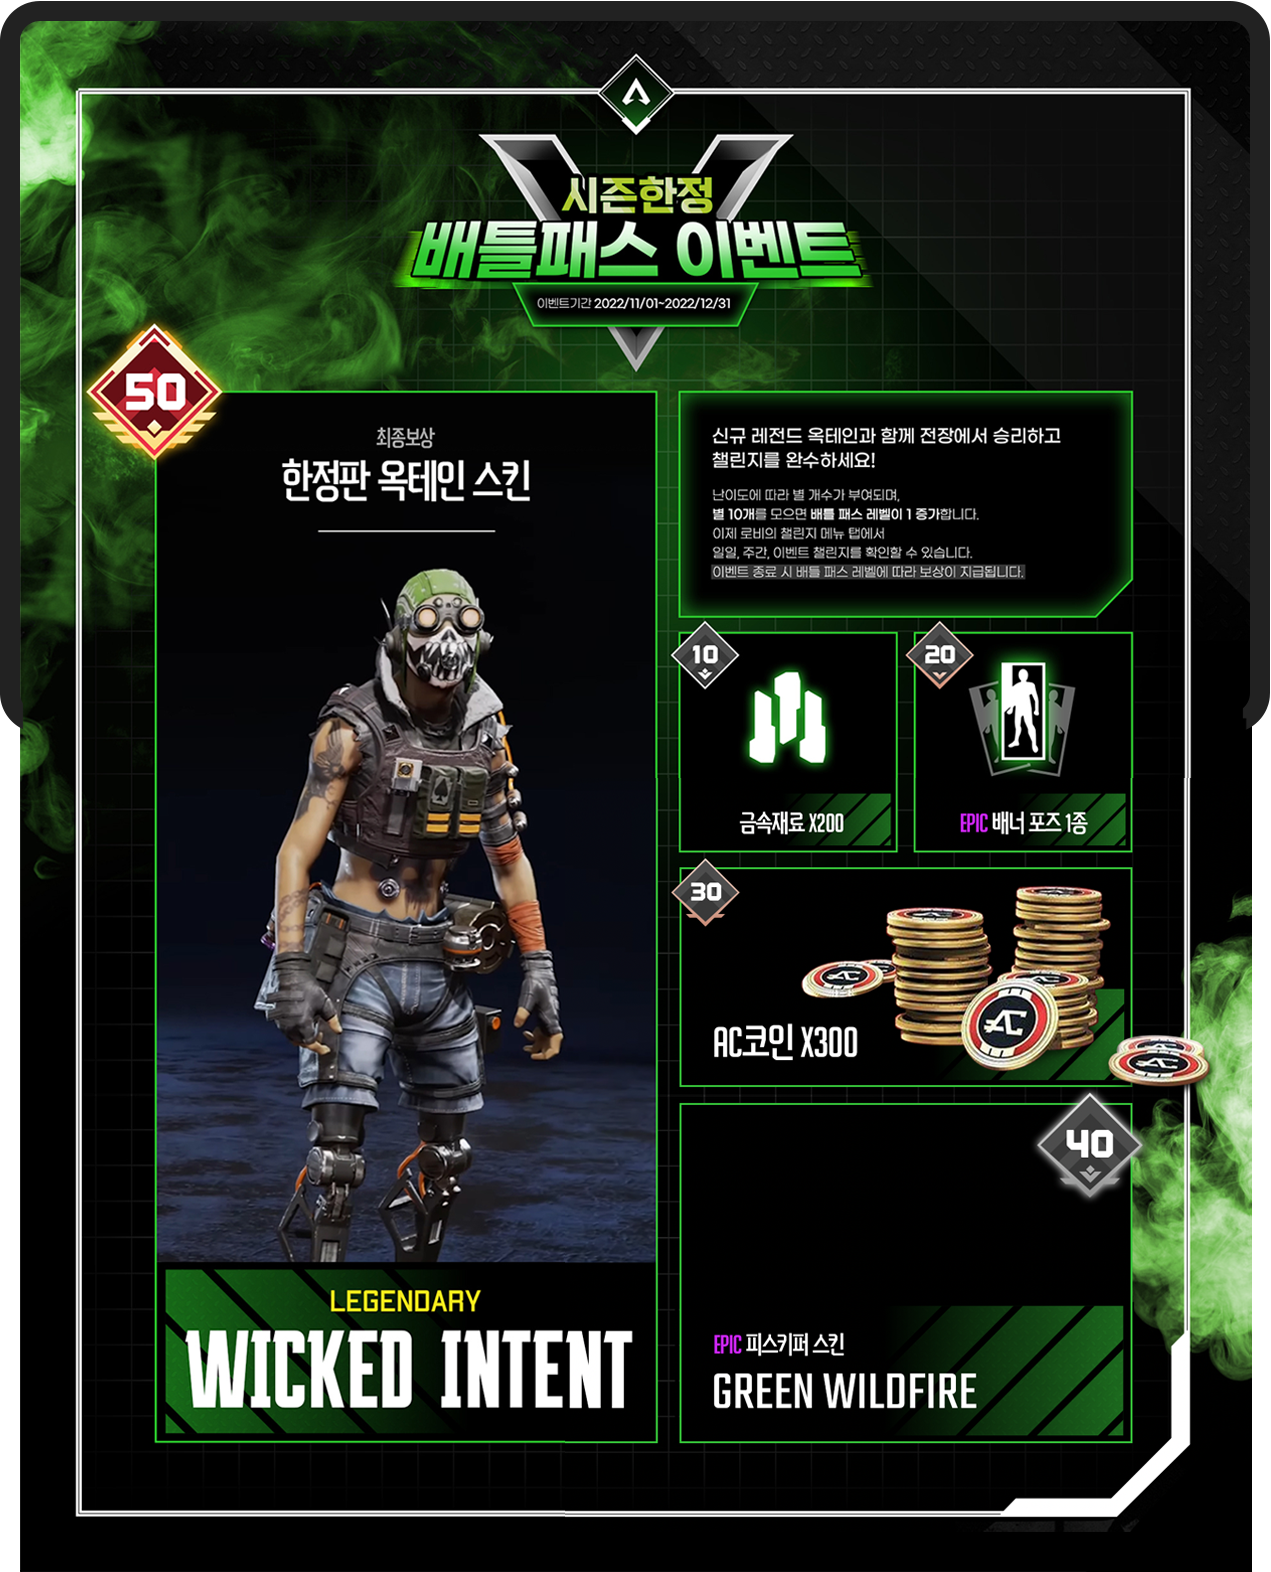 시즌한정
배틀패스 이벤트
이벤트기간 2022/11/01~2022/12/31
50
최종보상
한정판 옥테인 스킨
LEGENDARY
WICKED INTENT
신규 레전드 옥테인과 함께 전장에서 승리하고
챌린지를 완수하세요!
난이도에 따라 별 개수가 부여되며,
별 10개를 모으면 배틀 패스 레벨이 1 증가합니다.
이제 로비의 챌린지 메뉴 탭에서
일일, 주간, 이벤트 챌린지를 확인할 수 있습니다.
이벤트 종료 시 배틀 패스 레벨에 따라 보상이 지급됩니다.
10
금속재료 X200
20
EPIC 배너 포즈 1종
30
AC코인 X300
40
EPIC 피스키퍼 스킨
GREEN WILDFIRE